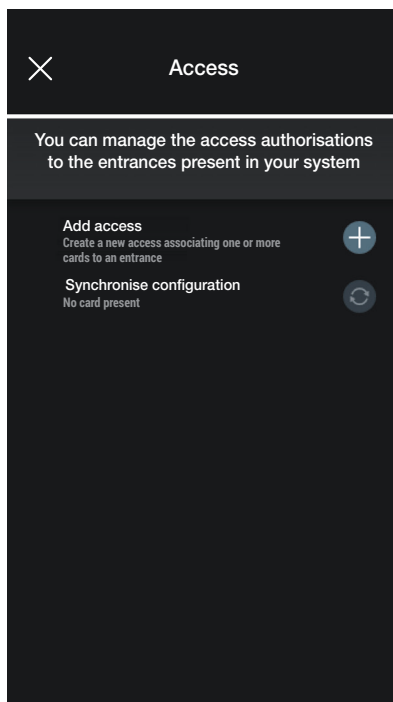 Access
You can manage the access authorisations
to the entrances present in your system
Add access
Create a new access associating one or more
cards to an entrance
Synchronise configuration
No card present